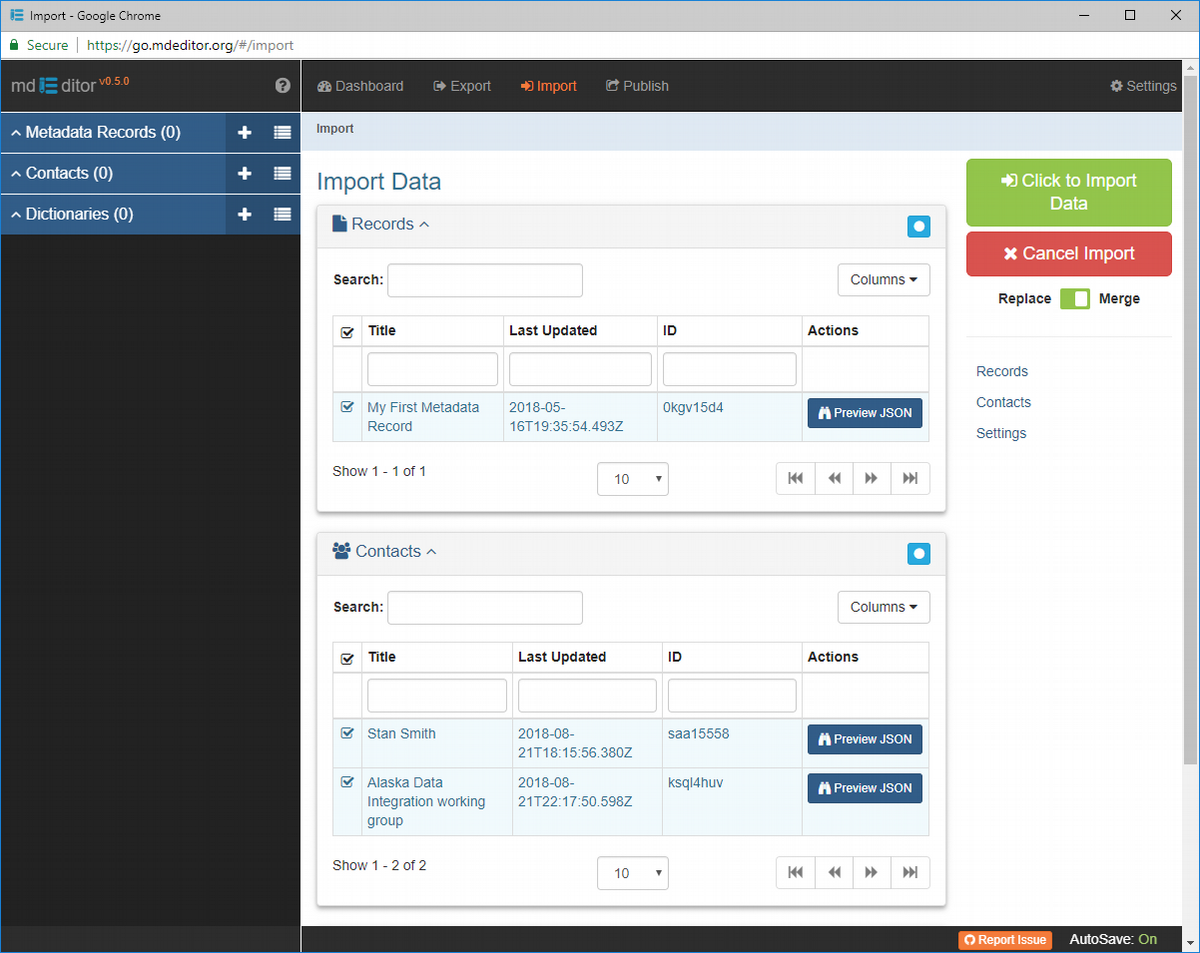 Import - Google Chrome
Secure https://go.mdeditor.org/#/import
md ditor v0.5.0
Dashboard Export Import Publish Settings
Metadata Records (0)
Contacts (0)
Dictionaries (0)
Import
Import Data
Records
Search: Columns
Title Last Updated ID Actions
My First Metadata
Record
2018-05-
16T19:35:54.493Z
0kgv15d4
Preview JSON
Show 1 - 1 of 1
10
Contacts
Search: Columns
Title Last Updated ID Actions
Stan Smith
2018-08-
21T18:15:56.380Z
saa15558
Preview JSON
Alaska Data
Integration working
group
2018-08-
21T22:17:50.598Z
ksql4huv
Preview JSON
Show 1 - 2 of 2
10
Click to Import
Data
Cancel Import
Replace Merge
Records
Contacts
Settings
Report Issue AutoSave: On